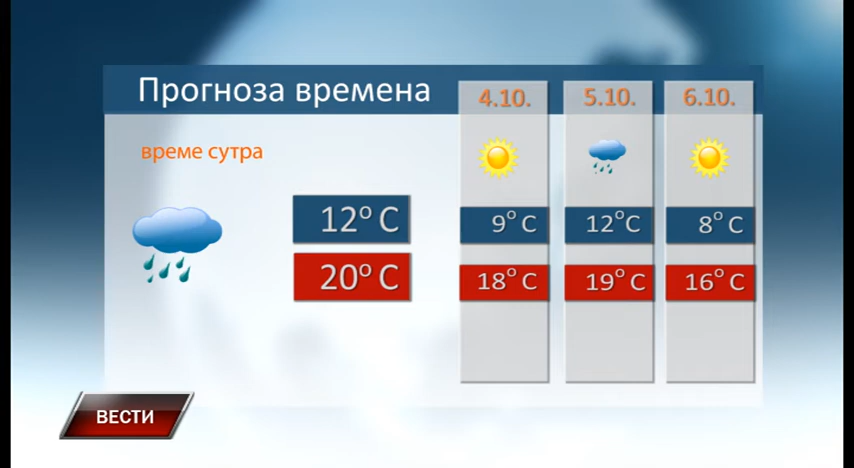 Прогноза времена
време сутра
12° C
20° C
4.10.
9° C
18° C
5.10.
12°C
19° C
6.10.
8° C
16° C
ВЕСТИ